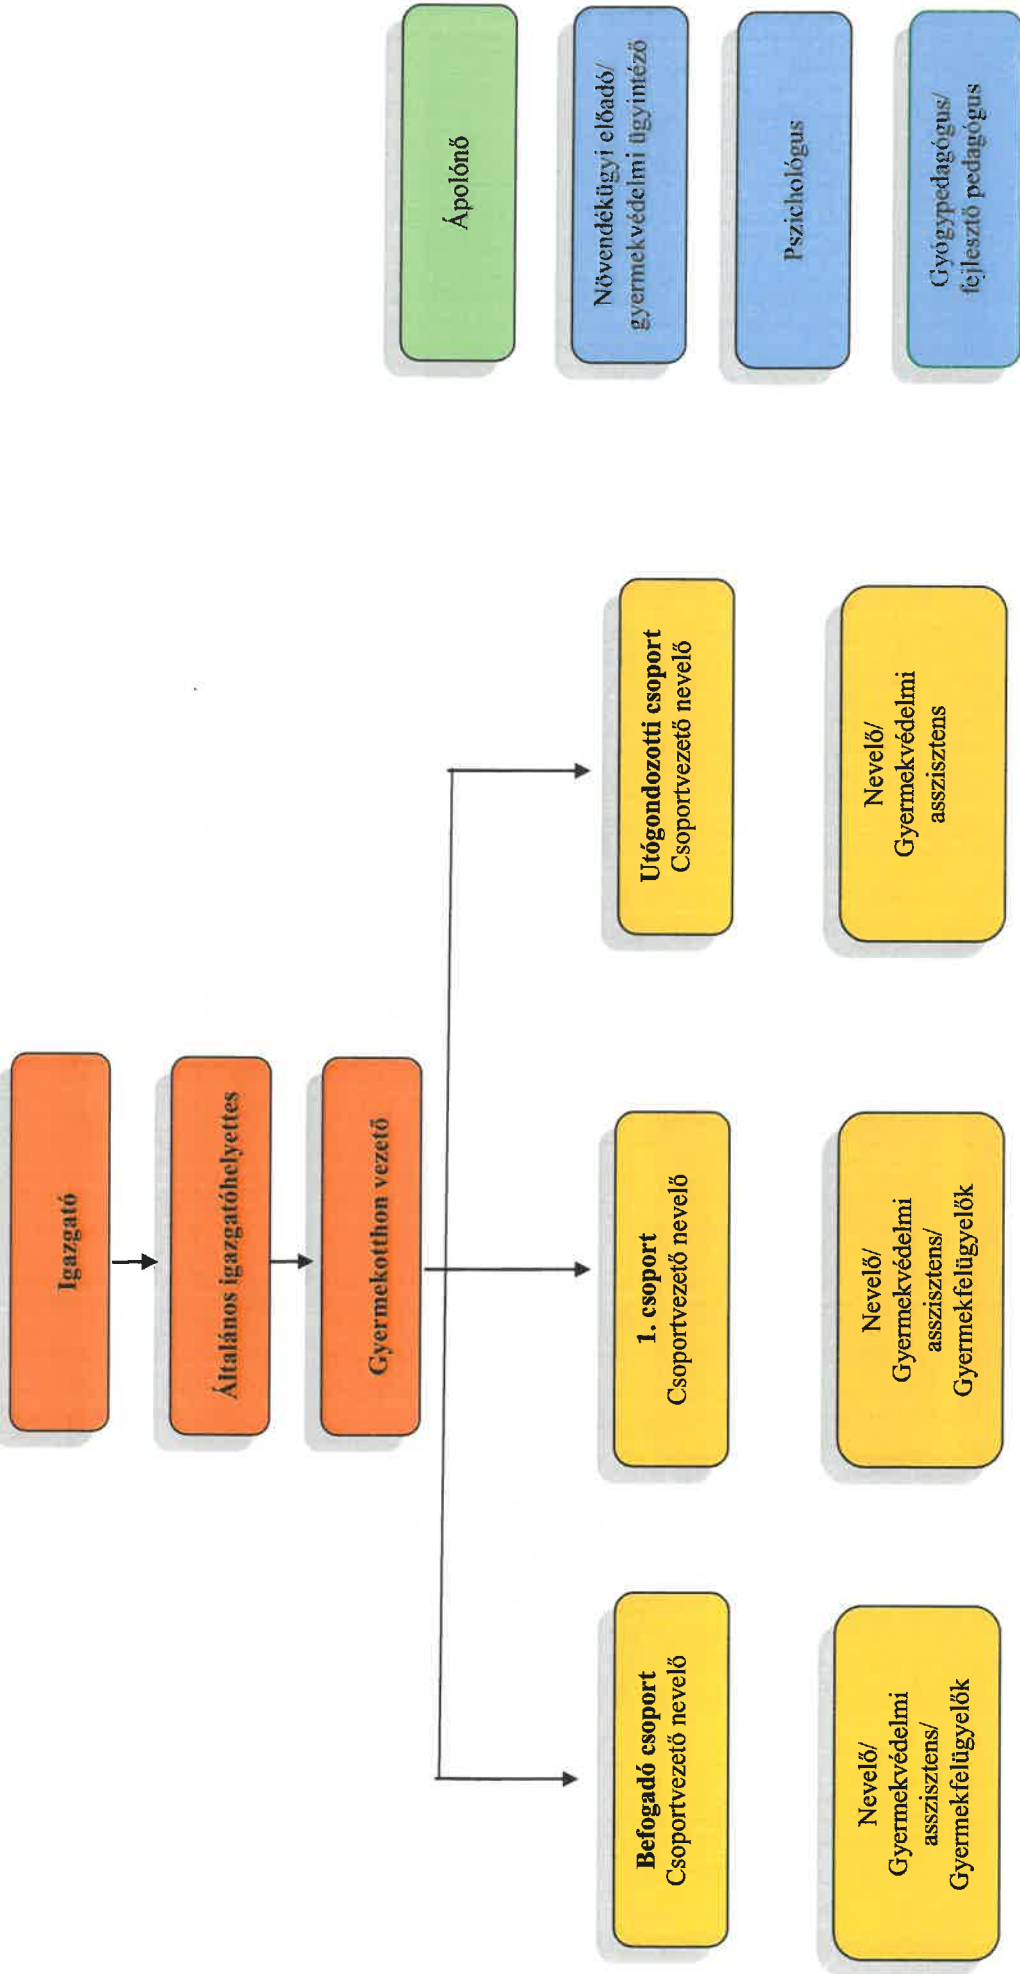 Igazgató
Általános igazgatóhelyettes
Gyermekotthon vezető
Befogadó csoport
Csoportvezető nevelő
1. csoport
Csoportvezető nevelő
Utógondozotti csoport
Csoportvezető nevelő
Nevelő/
Gyermekvédelmi
asszisztens/
Gyermekfelügyelők
Nevelő/
Gyermekvédelmi
asszisztens/
Gyermekfelügyelők
Nevelő/
Gyermekvédelmi
asszisztens
Ápolónő
Növendékügyi előadó/
gyermekvédelmi ügyintéző
Pszichológus
Gyógypedagógus/
fejlesztő pedagógus